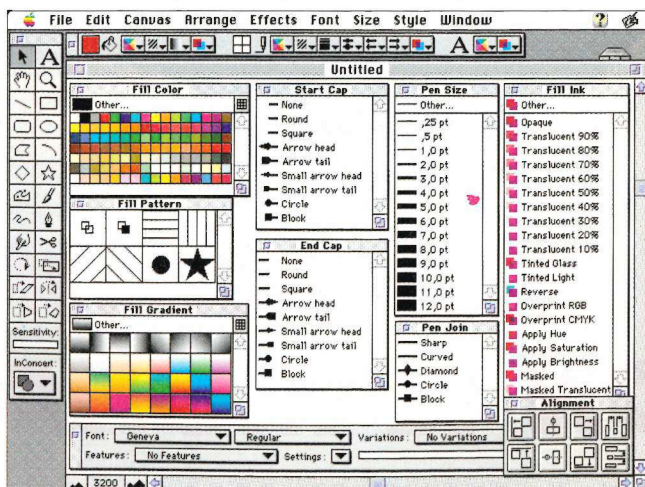 File Edit Canvas Arrange Effects Font Size Style Window
A
A
Untitled
Fill Color
Other...
Fill Pattern
Fill Gradient
Other...
Start Cap
None
Round
Square
Arrow head
Arrow tail
Small arrow head
Small arrow tail
Circle
Block
End Cap
None
Round
Square
Arrow head
Arrow tail
Small arrow head
Small arrow tail
Circle
Block
Pen Size
Other...
,25 pt
,5 pt
1,0 pt
2,0 pt
3,0 pt
4,0 pt
5,0 pt
6,0 pt
7,0 pt
8,0 pt
9,0 pt
10,0 pt
11,0 pt
12,0 pt
Pen Join
Sharp
Curved
Diamond
Circle
Block
Fill Ink
Other...
Opaque
Translucent 90%
Translucent 80%
Translucent 70%
Translucent 60%
Translucent 50%
Translucent 40%
Translucent 30%
Translucent 20%
Translucent 10%
Tinted Glass
Tinted Light
Reverse
Overprint RGB
Overprint CMYK
Apply Hue
Apply Saturation
Apply Brightness
Masked
Masked Translucent
Alignment
Sensitivity:
InConcert:
Font: Geneva Regular Variations: No Variations
Features: No Features Settings:
3200